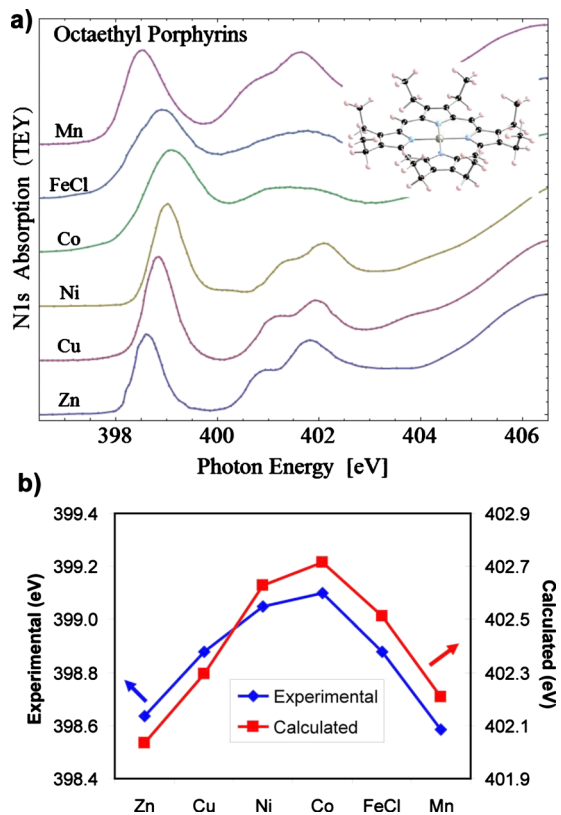 a)
Octaethyl Porphyrins
Mn
FeCl
Co
Ni
Cu
Zn
N1s Absorption (TEY)
398 400 402 404 406
Photon Energy [eV]
b)
399.4 402.9
399.2 402.7
399.0 402.5
398.8 402.3
398.6 402.1
398.4 401.9
Experimental (eV)
Calculated (eV)
Experimental
Calculated
Zn Cu Ni Co FeCl Mn